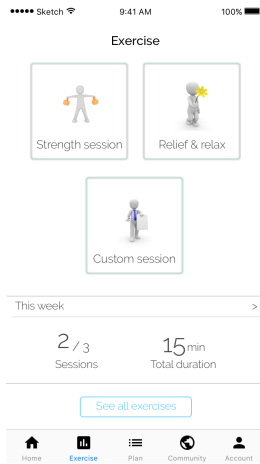 Sketch 9:41 AM 100%
Exercise
Strength session Relief & relax
Custom session
This week >
2 / 3 15 min
Sessions Total duration
See all exercises
Home Exercise Plan Community Account